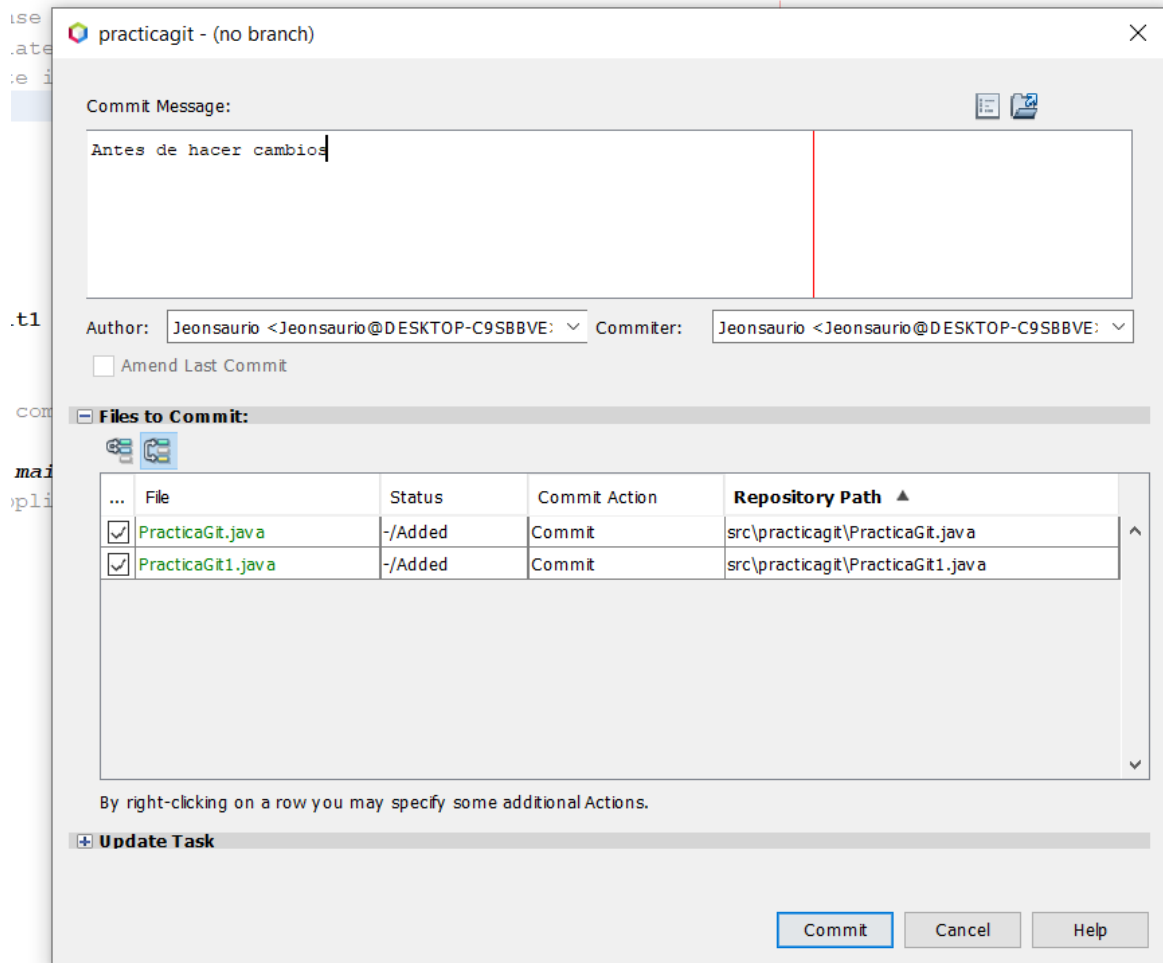 practicagit - (no branch)
Commit Message:
Antes de hacer cambios
Author: Jeonsaurio <Jeonsaurio@DESKTOP-C9SBBVE> Commiter: Jeonsaurio <Jeonsaurio@DESKTOP-C9SBBVE>
Amend Last Commit
Files to Commit:
... File Status Commit Action Repository Path
PracticaGit.java -/Added Commit src\practicagit\PracticaGit.java
PracticaGit1.java -/Added Commit src\practicagit\PracticaGit1.java
By right-clicking on a row you may specify some additional Actions.
Update Task
Commit Cancel Help